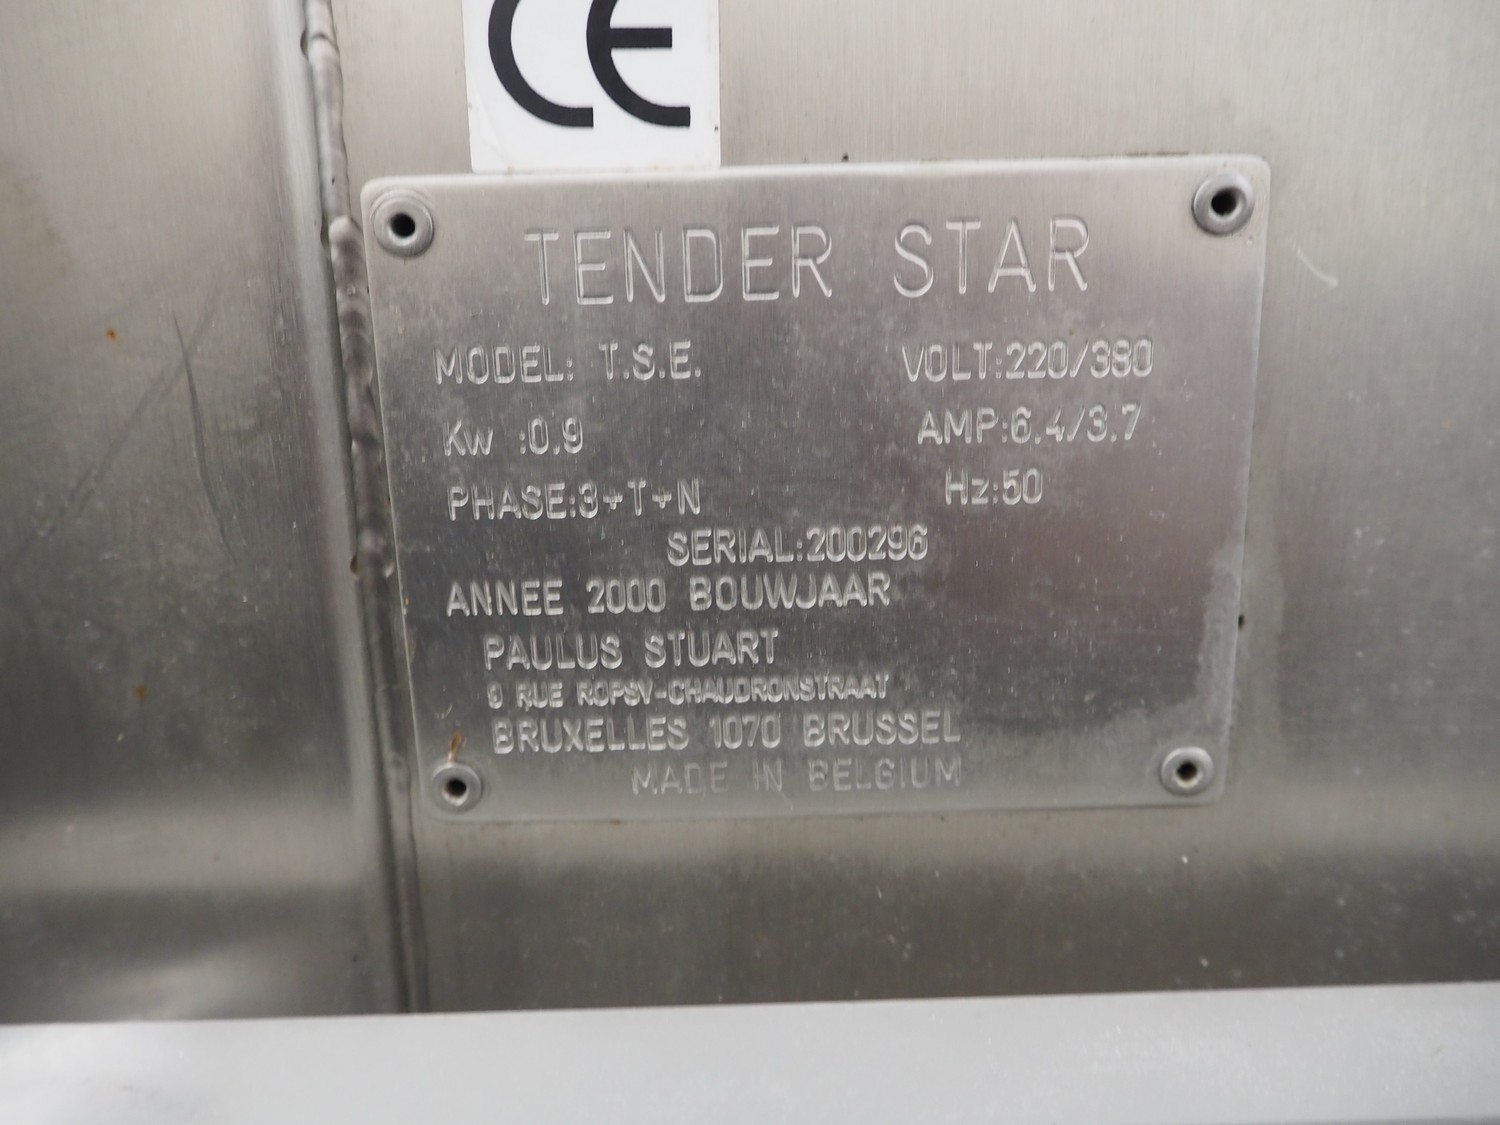 CE
TENDER STAR
MODEL: T.S.E. VOLT:220/380
Kw :0,9 AMP:6.4/3.7
PHASE:3+T+N Hz:50
SERIAL:200296
ANNEE 2000 BOUWJAAR
PAULUS STUART
9 RUE ROPSY-CHAUDRONSTRAAT
BRUXELLES 1070 BRUSSEL
MADE IN BELGIUM